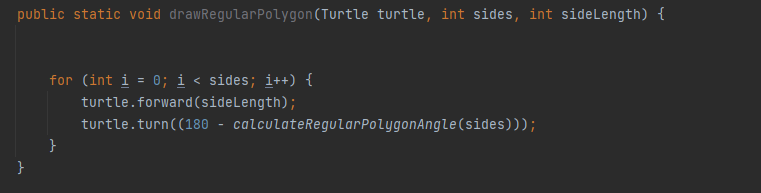 public static void drawRegularPolygon(Turtle turtle, int sides, int sideLength) {
for (int i = 0; i < sides; i++) {
turtle.forward(sideLength);
turtle.turn((180 - calculateRegularPolygonAngle(sides)));
}
}